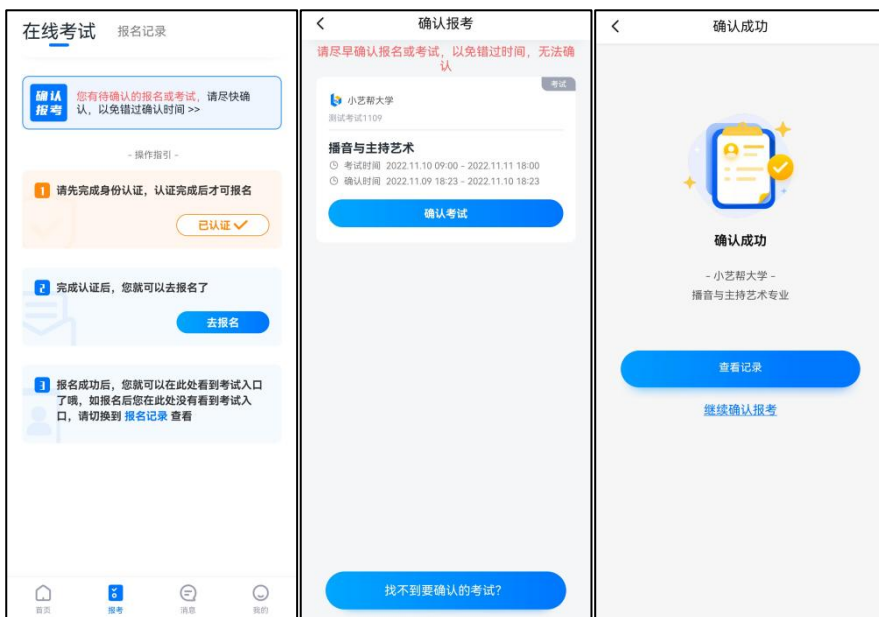 在线考试 报名记录
确认
报考
您有待确认的报名或考试，请尽快确
认，以免错过确认时间 >>
- 操作指引 -
1 请先完成身份认证，认证完成后才可报名
已认证
2 完成认证后，您就可以去报名了
去报名
3 报名成功后，您就可以在此处看到考试入口
了哦，如报名后您在此处没有看到考试入
口，请切换到 报名记录 查看
首页 报考 消息 我的
确认报考
请尽早确认报名或考试，以免错过时间，无法确
认
考试
小艺帮大学
测试考试1109
播音与主持艺术
考试时间 2022.11.10 09:00 - 2022.11.11 18:00
确认时间 2022.11.09 18:23 - 2022.11.10 18:23
确认考试
找不到要确认的考试？
确认成功
确认成功
- 小艺帮大学 -
播音与主持艺术专业
查看记录
继续确认报考